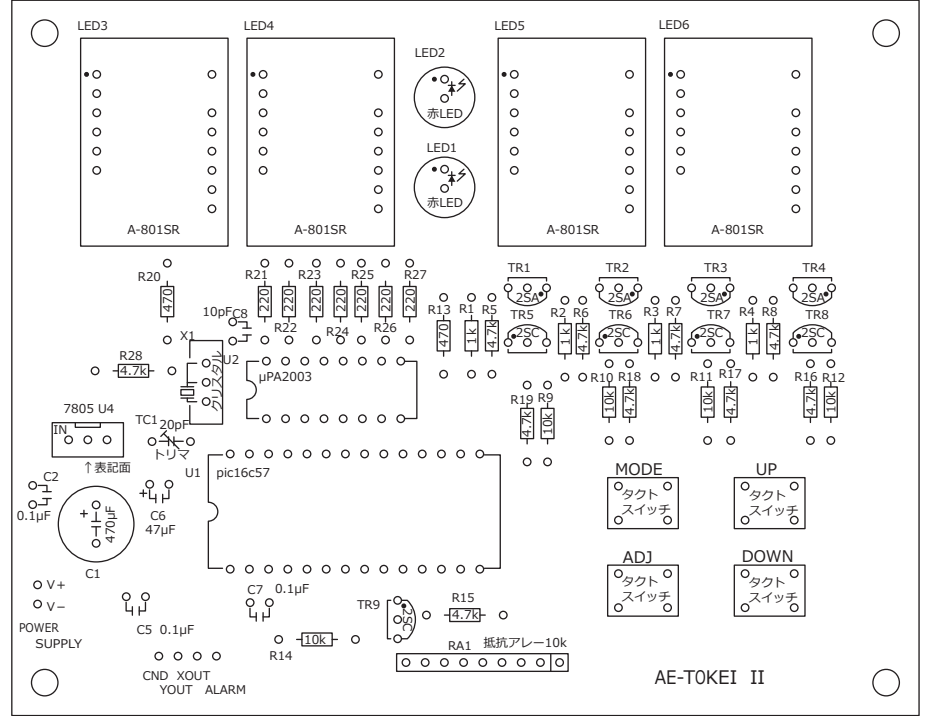 LED3
LED4
LED5
LED6
LED2
赤LED
LED1
赤LED
A-801SR
A-801SR
A-801SR
A-801SR
R20
R21
R23
R25
R27
TR1
TR2
TR3
TR4
470
220
220
220
220
220
220
220
2SA
2SA
2SA
2SA
10pF
C8
R22
R24
R26
R13
R1
R5
R2
R6
R3
R7
R4
R8
470
1k
4.7k
1k
4.7k
1k
4.7k
1k
4.7k
TR5
TR6
TR7
TR8
2SC
2SC
2SC
2SC
X1
U2
クリスタル
μPA2003
R28
4.7k
R10
R18
R11
R17
R16
R12
10k
4.7k
10k
4.7k
4.7k
10k
R19
R9
4.7k
10k
7805 U4
IN
↑表記面
TC1
20pF
トリマ
U1
pic16c57
C2
0.1μF
+
470μF
C1
+
C6
47μF
MODE
UP
タクト
スイッチ
タクト
スイッチ
ADJ
DOWN
タクト
スイッチ
タクト
スイッチ
V+
V−
POWER
SUPPLY
C5 0.1μF
C7 0.1μF
TR9
2SC
R15
4.7k
R14
10k
RA1 抵抗アレー10k
CND XOUT
YOUT ALARM
AE-TOKEI II